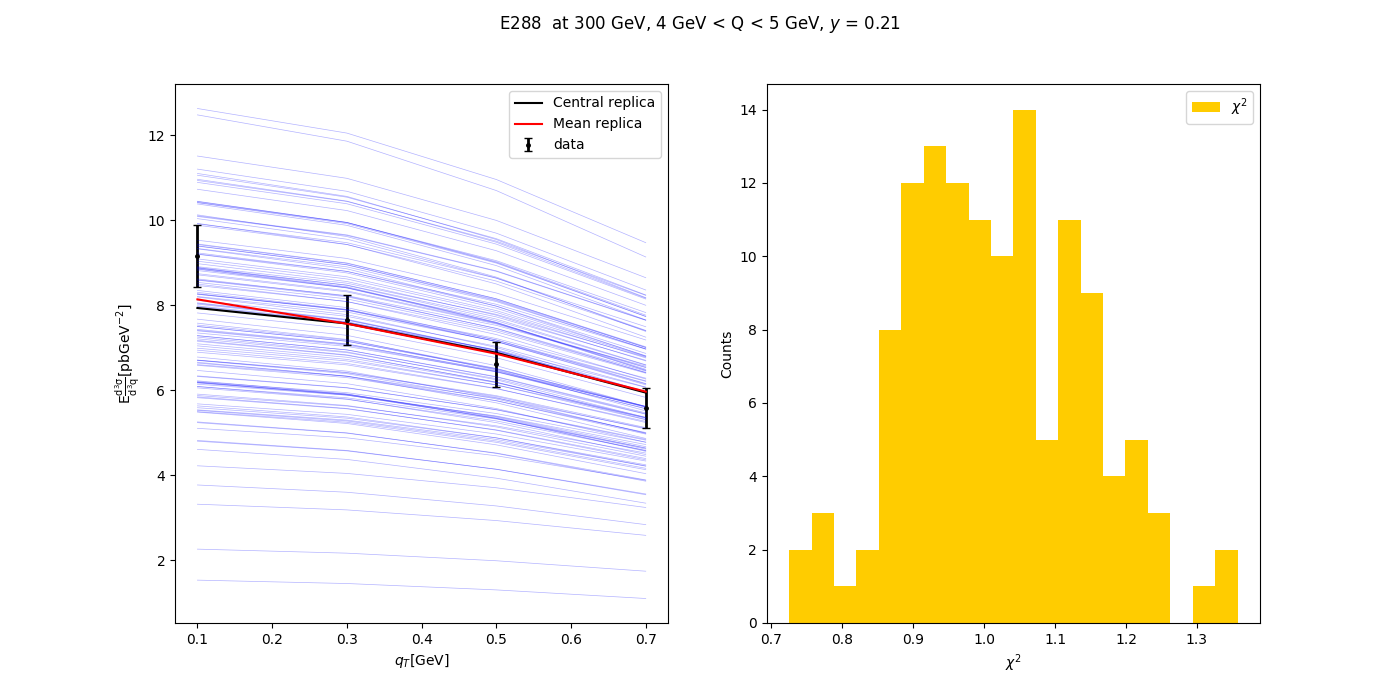 E288 at 300 GeV, 4 GeV < Q < 5 GeV, y = 0.21
Central replica
Mean replica
data
12
10
8
6
4
2
E d³σ/d³q [pbGeV⁻²]
0.1 0.2 0.3 0.4 0.5 0.6 0.7
q_T[GeV]
χ²
14
12
10
8
6
4
2
0
Counts
0.7 0.8 0.9 1.0 1.1 1.2 1.3
χ²